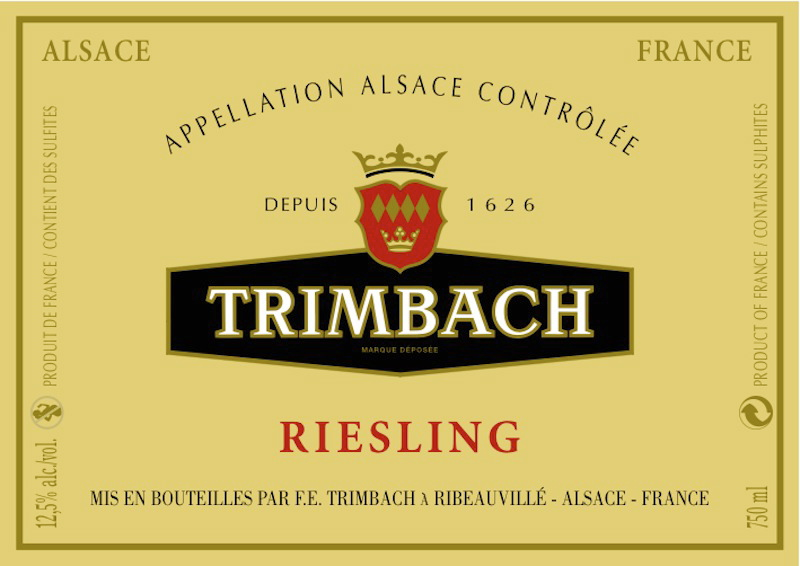 ALSACE
FRANCE
APPELLATION ALSACE CONTRÔLÉE
DEPUIS 1626
TRIMBACH
MARQUE DÉPOSÉE
RIESLING
MIS EN BOUTEILLES PAR F.E. TRIMBACH À RIBEAUVILLÉ - ALSACE - FRANCE
12,5% alc./vol.
PRODUIT DE FRANCE / CONTIENT DES SULFITES
750 ml
PRODUCT OF FRANCE / CONTAINS SULPHITES